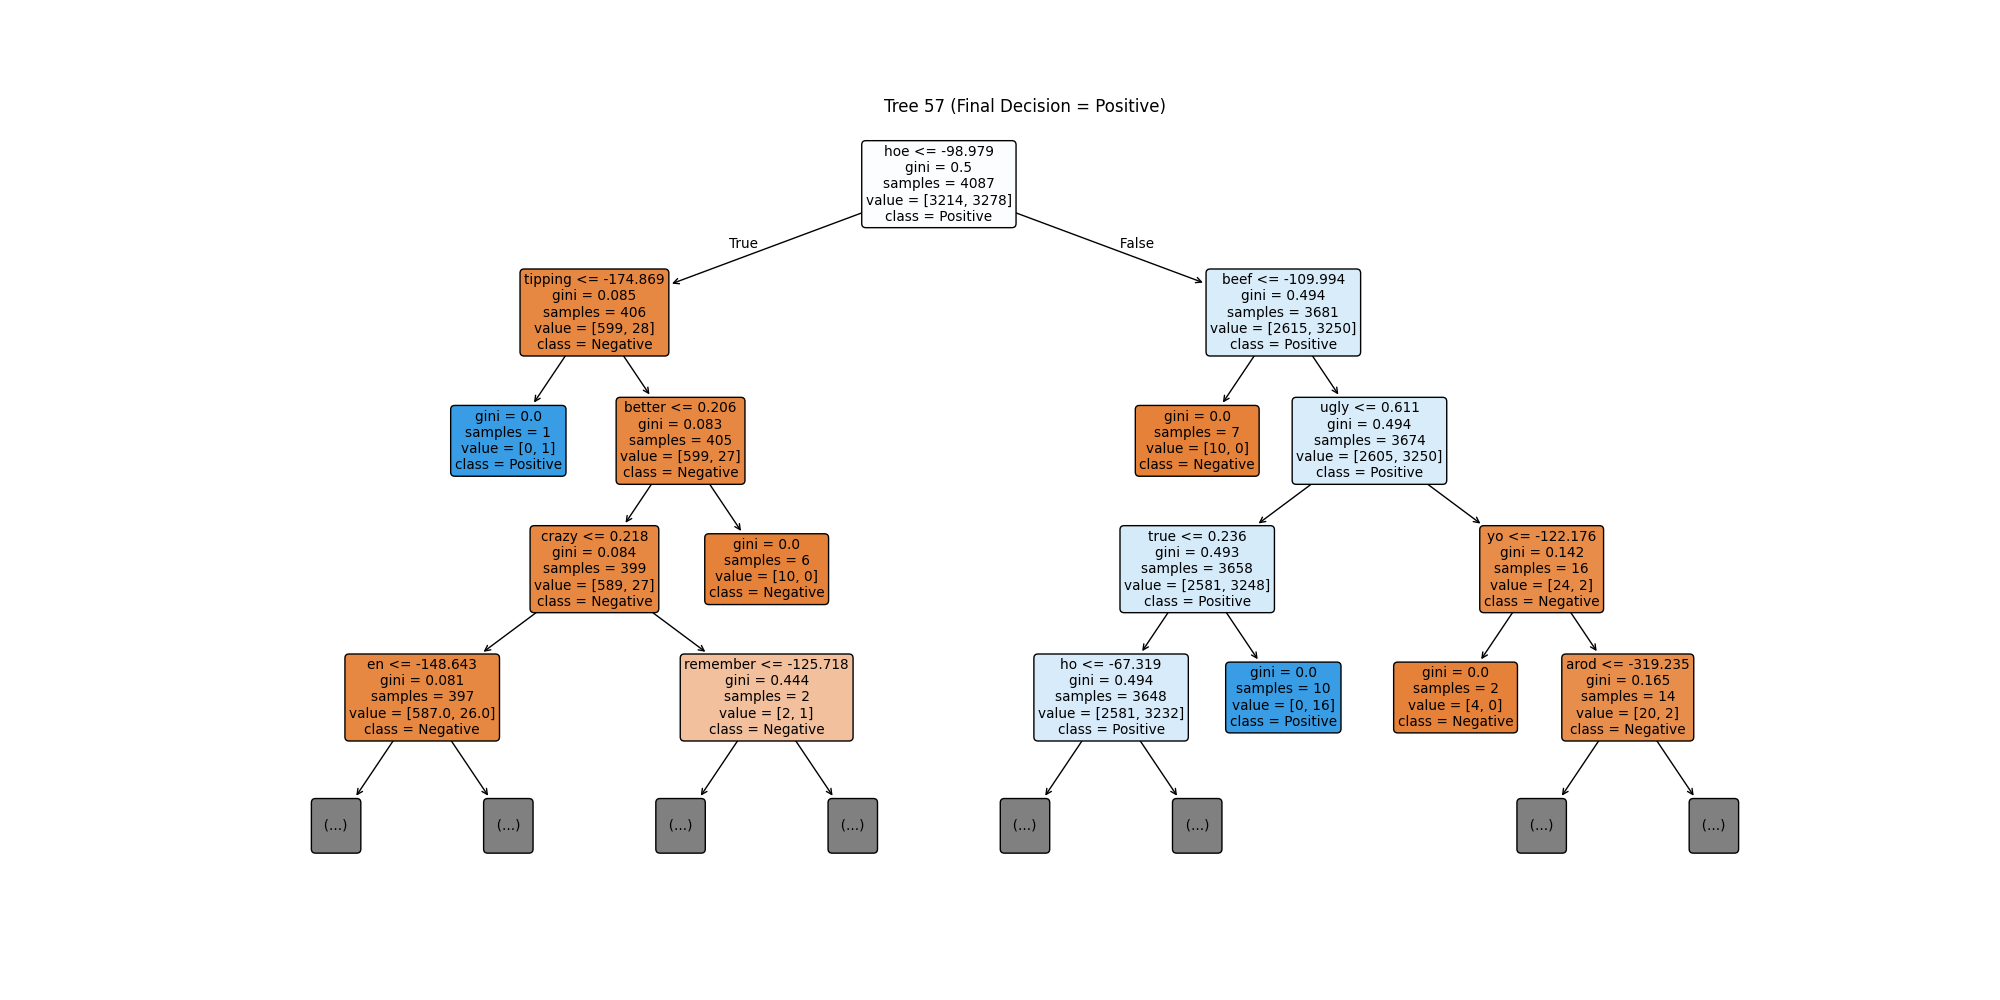 Tree 57 (Final Decision = Positive)
hoe <= -98.979
gini = 0.5
samples = 4087
value = [3214, 3278]
class = Positive
True
False
tipping <= -174.869
gini = 0.085
samples = 406
value = [599, 28]
class = Negative
beef <= -109.994
gini = 0.494
samples = 3681
value = [2615, 3250]
class = Positive
gini = 0.0
samples = 1
value = [0, 1]
class = Positive
better <= 0.206
gini = 0.083
samples = 405
value = [599, 27]
class = Negative
gini = 0.0
samples = 7
value = [10, 0]
class = Negative
ugly <= 0.611
gini = 0.494
samples = 3674
value = [2605, 3250]
class = Positive
crazy <= 0.218
gini = 0.084
samples = 399
value = [589, 27]
class = Negative
gini = 0.0
samples = 6
value = [10, 0]
class = Negative
true <= 0.236
gini = 0.493
samples = 3658
value = [2581, 3248]
class = Positive
yo <= -122.176
gini = 0.142
samples = 16
value = [24, 2]
class = Negative
en <= -148.643
gini = 0.081
samples = 397
value = [587.0, 26.0]
class = Negative
remember <= -125.718
gini = 0.444
samples = 2
value = [2, 1]
class = Negative
ho <= -67.319
gini = 0.494
samples = 3648
value = [2581, 3232]
class = Positive
gini = 0.0
samples = 10
value = [0, 16]
class = Positive
gini = 0.0
samples = 2
value = [4, 0]
class = Negative
arod <= -319.235
gini = 0.165
samples = 14
value = [20, 2]
class = Negative
(...)
(...)
(...)
(...)
(...)
(...)
(...)
(...)